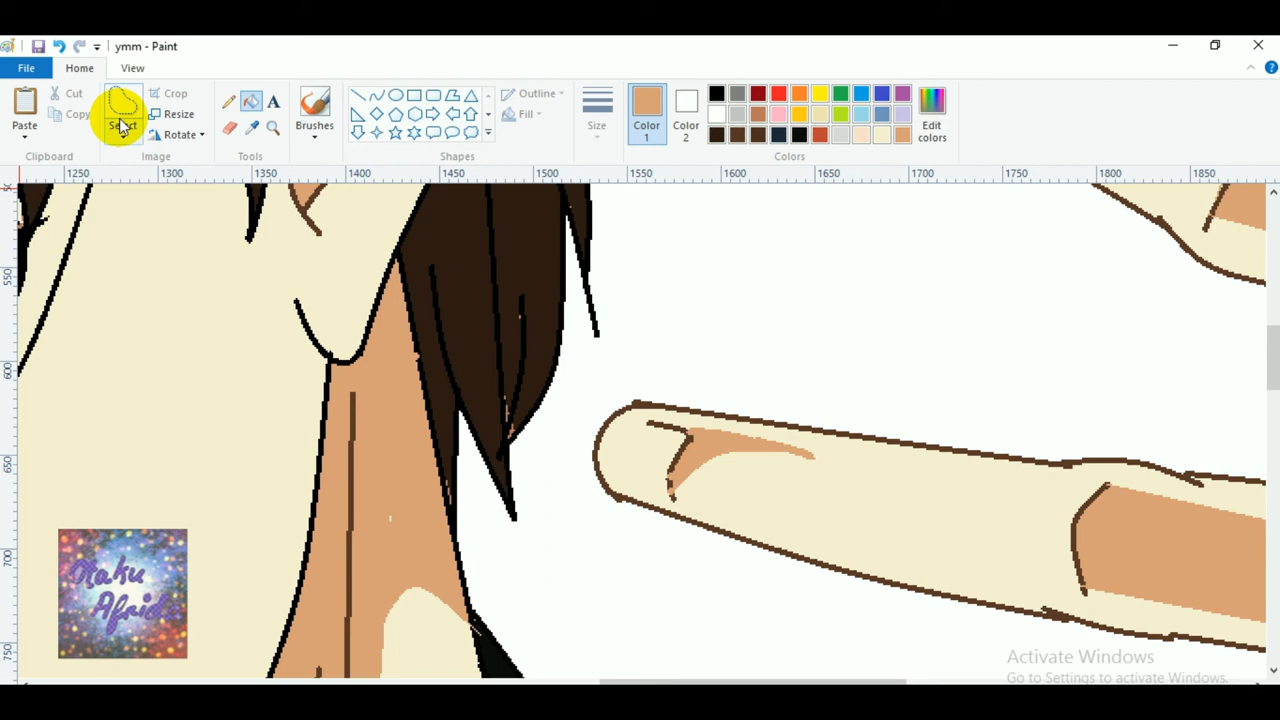 ymm - Paint
File Home View
Paste Cut Copy Clipboard
Select Crop Resize Rotate Image
A Tools
Brushes
Outline Fill Shapes
Size
Color 1 Color 2 Edit colors Colors
1250 1300 1350 1400 1450 1500 1550 1600 1650 1700 1750 1800 1850
550
600
650
700
750
Otaku
Afrid
Activate Windows
Go to Settings to activate Windows.